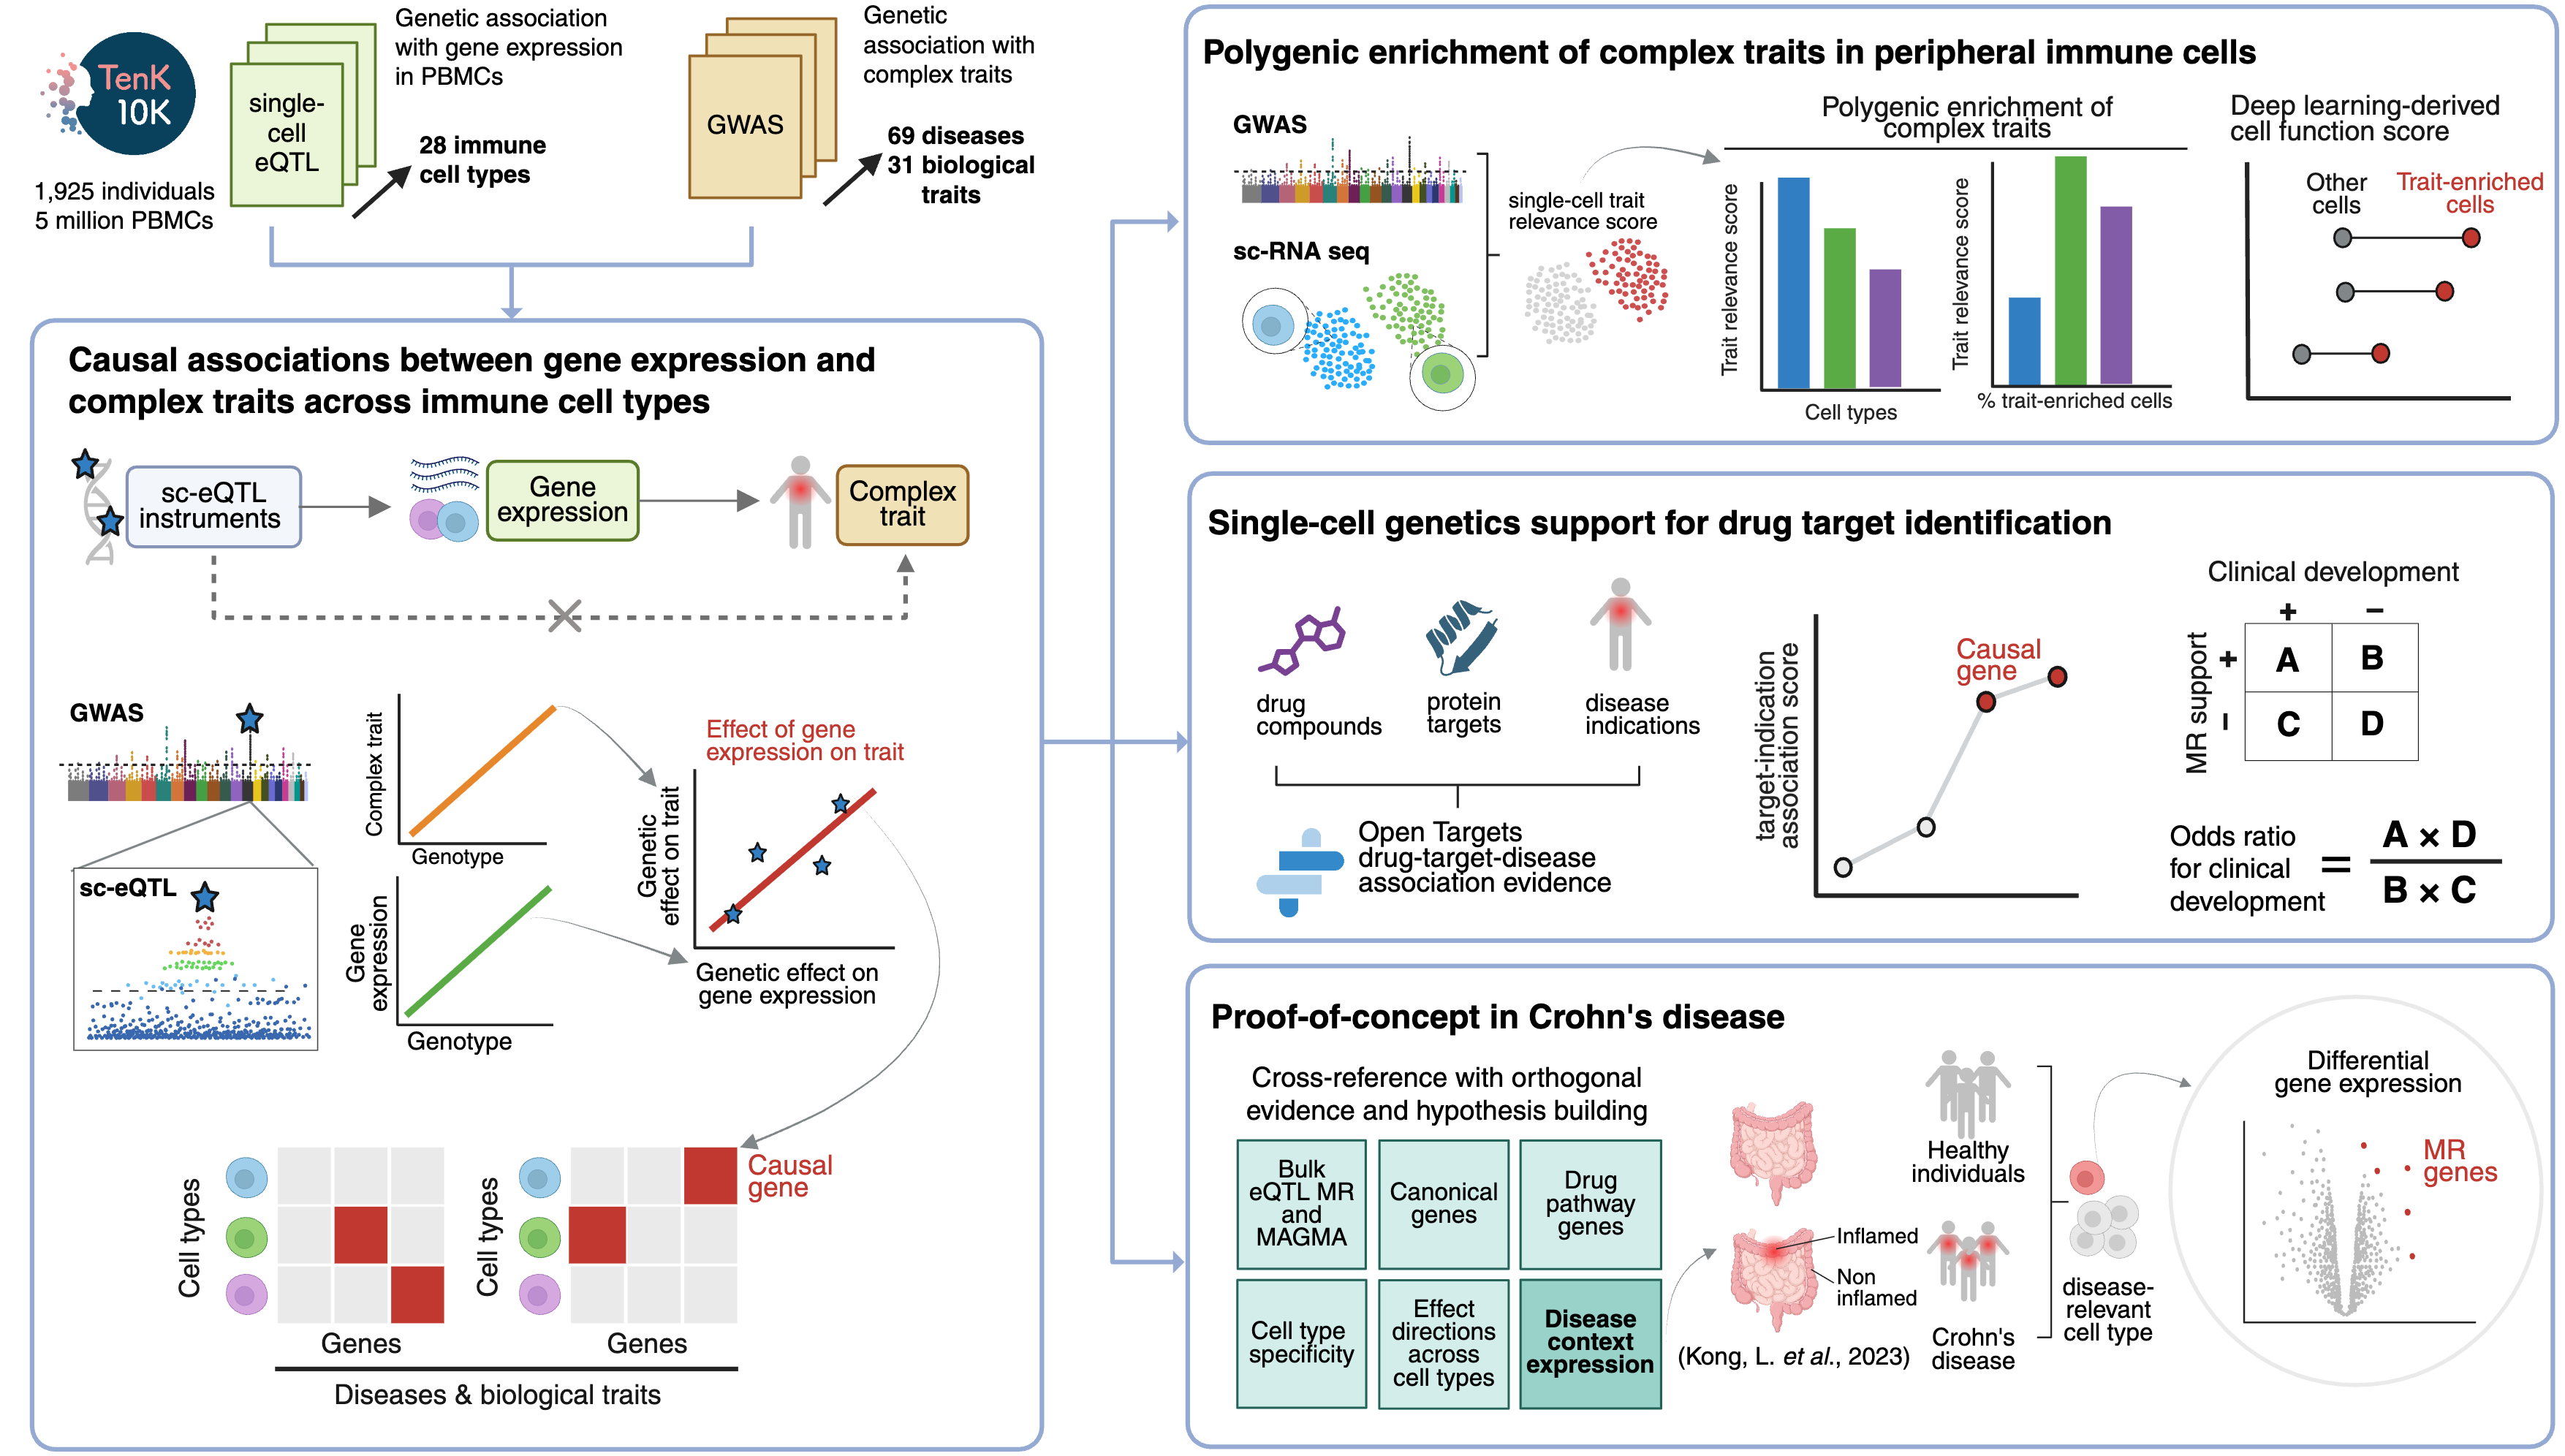 TenK
10K
1,925 individuals
5 million PBMCs
single-
cell
eQTL
Genetic association
with gene expression
in PBMCs
28 immune
cell types
GWAS
Genetic
association with
complex traits
69 diseases
31 biological
traits
Causal associations between gene expression and
complex traits across immune cell types
sc-eQTL
instruments
Gene
expression
Complex
trait
GWAS
sc-eQTL
Complex trait
Genotype
Gene
expression
Genotype
Effect of gene
expression on trait
Genetic
effect on trait
Genetic effect on
gene expression
Cell types
Genes
Cell types
Genes
Causal
gene
Diseases & biological traits
Polygenic enrichment of complex traits in peripheral immune cells
GWAS
sc-RNA seq
single-cell trait
relevance score
Polygenic enrichment of
complex traits
Trait relevance score
Cell types
Trait relevance score
% trait-enriched cells
Deep learning-derived
cell function score
Other
cells
Trait-enriched
cells
Single-cell genetics support for drug target identification
drug
compounds
protein
targets
disease
indications
Open Targets
drug-target-disease
association evidence
target-indication
association score
Causal
gene
Clinical development
+ −
MR support
+ A B
− C D
Odds ratio
for clinical
development
=
A × D
B × C
Proof-of-concept in Crohn's disease
Cross-reference with orthogonal
evidence and hypothesis building
Bulk
eQTL MR
and
MAGMA
Canonical
genes
Drug
pathway
genes
Cell type
specificity
Effect
directions
across
cell types
Disease
context
expression
Inflamed
Non
inflamed
(Kong, L. et al., 2023)
Healthy
individuals
Crohn's
disease
disease-
relevant
cell type
Differential
gene expression
MR
genes